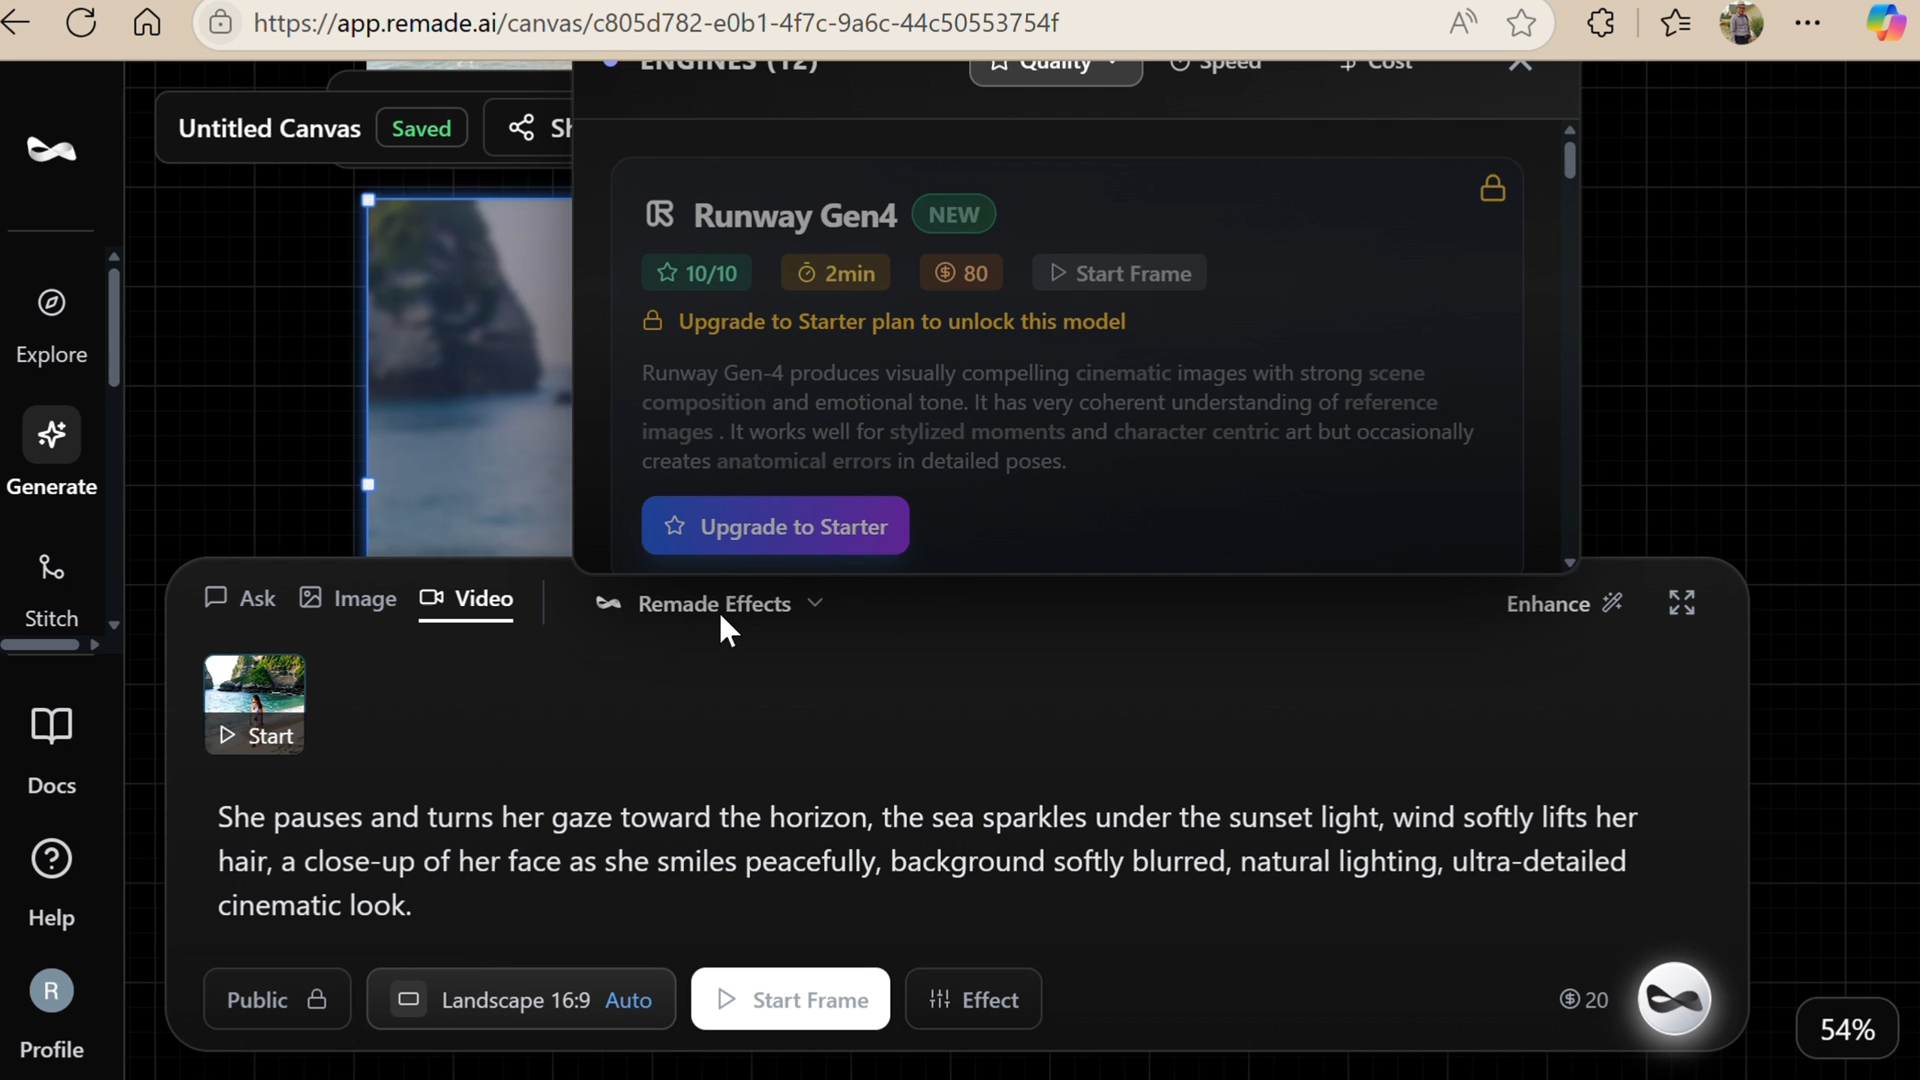 https://app.remade.ai/canvas/c805d782-e0b1-4f7c-9a6c-44c50553754f
ENGINES (12)
Quality
Speed
Cost
Untitled Canvas
Saved
Sh
Runway Gen4
NEW
10/10
2min
80
Start Frame
Upgrade to Starter plan to unlock this model
Runway Gen-4 produces visually compelling cinematic images with strong scene
composition and emotional tone. It has very coherent understanding of reference
images . It works well for stylized moments and character centric art but occasionally
creates anatomical errors in detailed poses.
Upgrade to Starter
Explore
Generate
Stitch
Docs
Help
R
Profile
Ask
Image
Video
Remade Effects
Enhance
Start
She pauses and turns her gaze toward the horizon, the sea sparkles under the sunset light, wind softly lifts her
hair, a close-up of her face as she smiles peacefully, background softly blurred, natural lighting, ultra-detailed
cinematic look.
Public
Landscape 16:9 Auto
Start Frame
Effect
20
54%